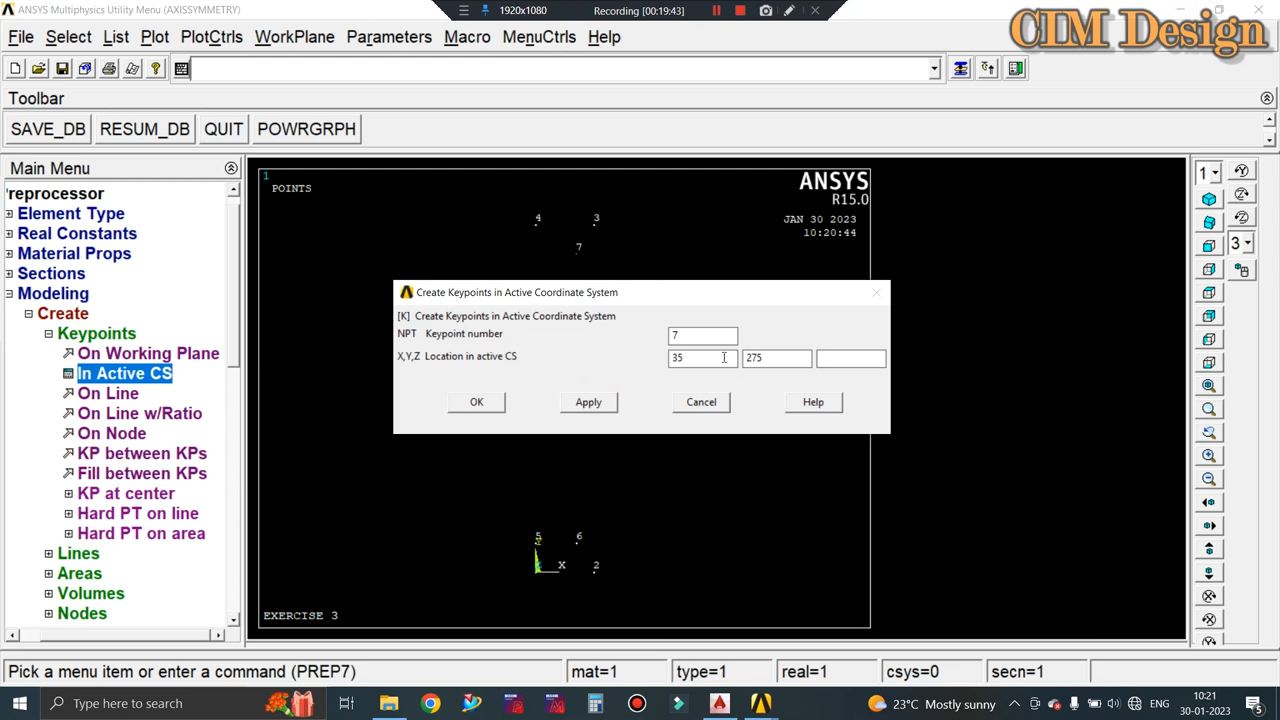 ANSYS Multiphysics Utility Menu (AXISSYMMETRY)
1920x1080
Recording [00:19:43]
CIM Design
File Select List Plot PlotCtrls WorkPlane Parameters Macro MenuCtrls Help
Toolbar
SAVE_DB RESUM_DB QUIT POWRGRPH
Main Menu
'reprocessor
Element Type
Real Constants
Material Props
Sections
Modeling
Create
Keypoints
On Working Plane
In Active CS
On Line
On Line w/Ratio
On Node
KP between KPs
Fill between KPs
KP at center
Hard PT on line
Hard PT on area
Lines
Areas
Volumes
Nodes
1
POINTS
ANSYS
R15.0
JAN 30 2023
10:20:44
4 3
7
Create Keypoints in Active Coordinate System
[K] Create Keypoints in Active Coordinate System
NPT Keypoint number 7
X,Y,Z Location in active CS 35 275
OK Apply Cancel Help
5 6
X 2
EXERCISE 3
1
3
Pick a menu item or enter a command (PREP7) mat=1 type=1 real=1 csys=0 secn=1
Type here to search
23°C Mostly sunny
ENG
10:21
30-01-2023
5